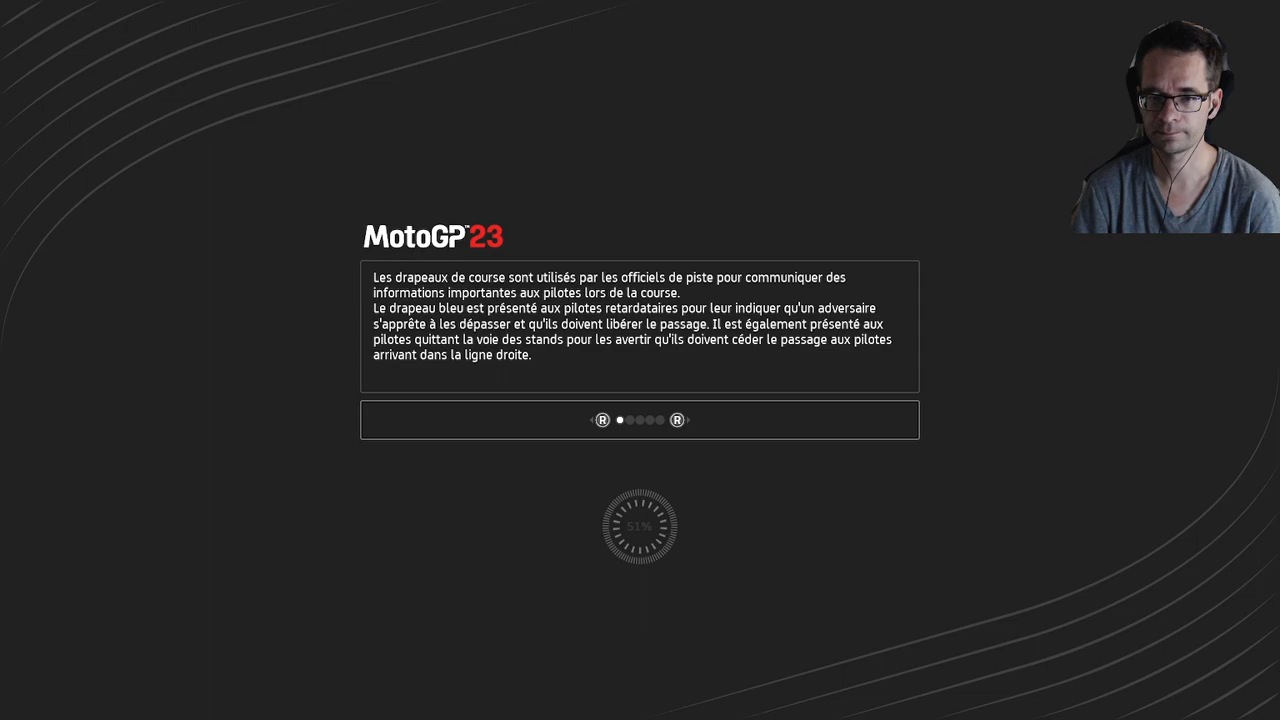 MotoGP™23
Les drapeaux de course sont utilisés par les officiels de piste pour communiquer des
informations importantes aux pilotes lors de la course.
Le drapeau bleu est présenté aux pilotes retardataires pour leur indiquer qu'un adversaire
s'apprête à les dépasser et qu'ils doivent libérer le passage. Il est également présenté aux
pilotes quittant la voie des stands pour les avertir qu'ils doivent céder le passage aux pilotes
arrivant dans la ligne droite.
R R
51%